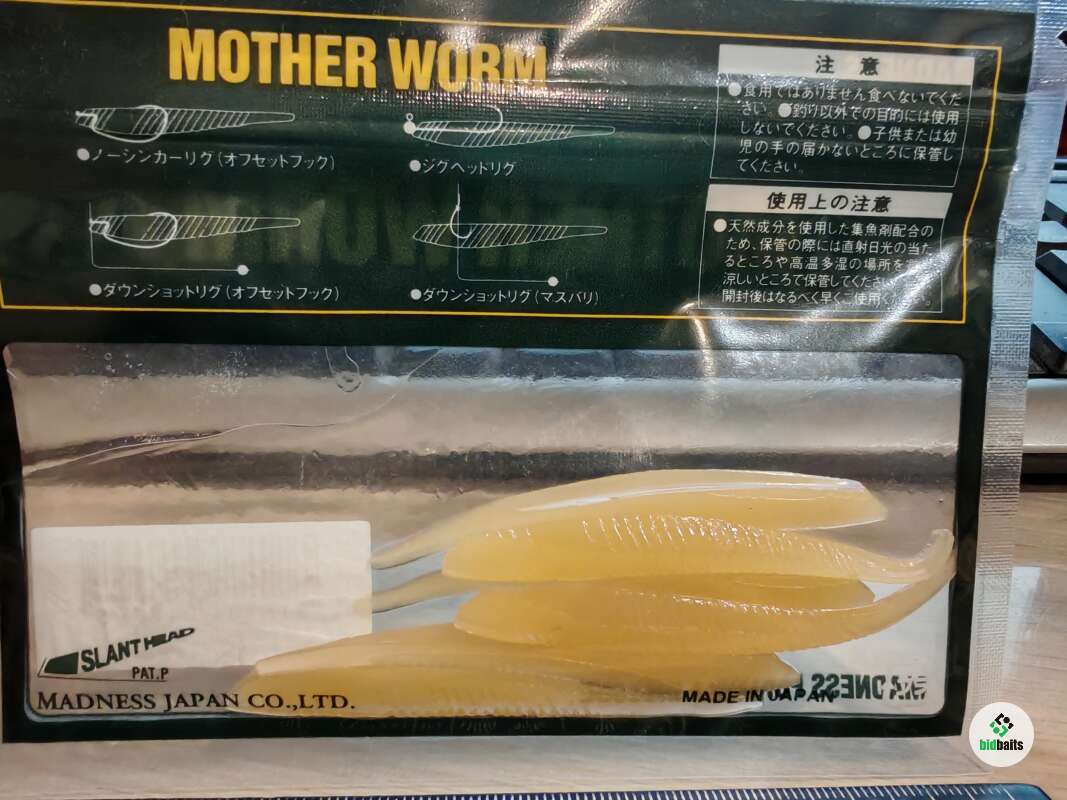 MOTHER WORM
●ノーシンカーリグ(オフセットフック)
●ジグヘッドリグ
●ダウンショットリグ(オフセットフック)
●ダウンショットリグ(マスバリ)
注 意
●食用ではありません食べないでくだ
さい。●釣り以外での目的には使用
しないでください。●子供または幼
児の手の届かないところに保管し
てください。
使用上の注意
●天然成分を使用した集魚剤配合の
ため、保管の際には直射日光の当た
るところや高温多湿の場所を
涼しいところで保管してください
開封後はなるべく早くご使用く
SLANT HEAD
PAT.P
MADNESS JAPAN CO.,LTD.
MADE IN JAPAN
MADNESS
bidbaits